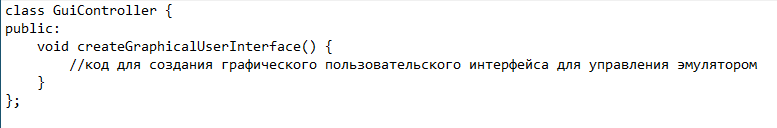 class GuiController {
public:
    void createGraphicalUserInterface() {
        //код для создания графического пользовательского интерфейса для управления эмулятором
    }
};